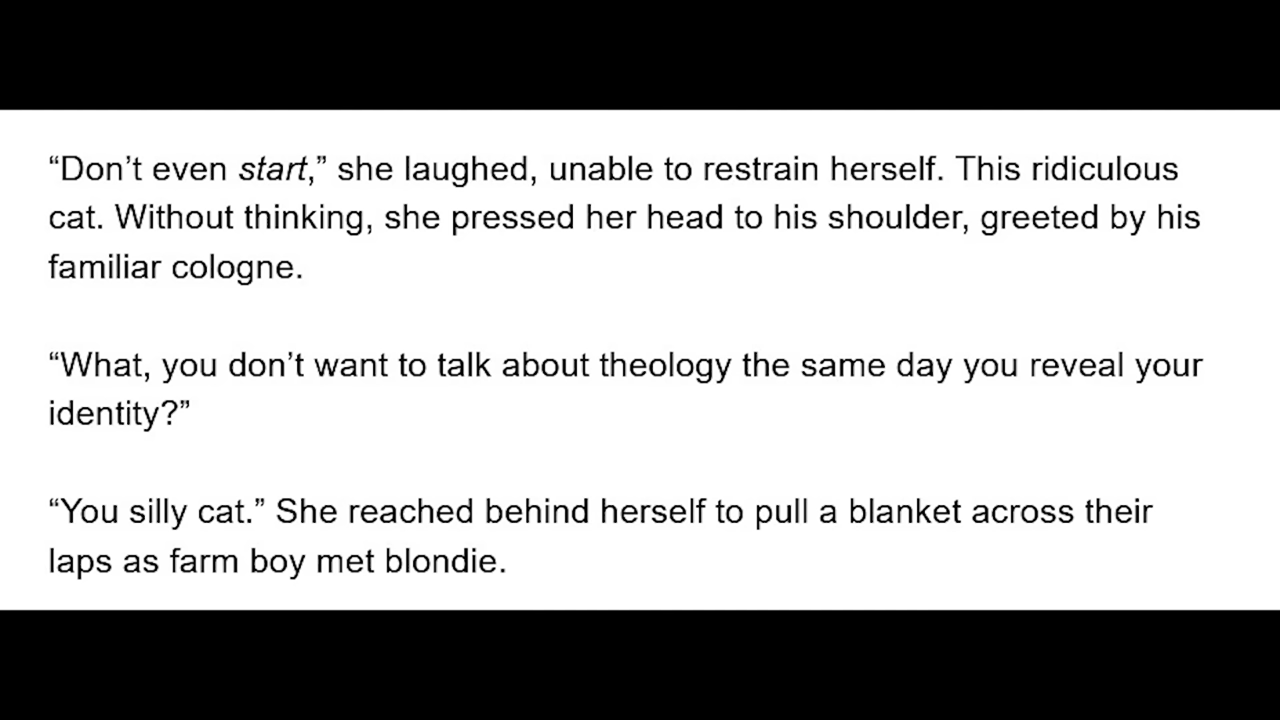 “Don’t even start,” she laughed, unable to restrain herself. This ridiculous
cat. Without thinking, she pressed her head to his shoulder, greeted by his
familiar cologne.
“What, you don’t want to talk about theology the same day you reveal your
identity?”
“You silly cat.” She reached behind herself to pull a blanket across their
laps as farm boy met blondie.